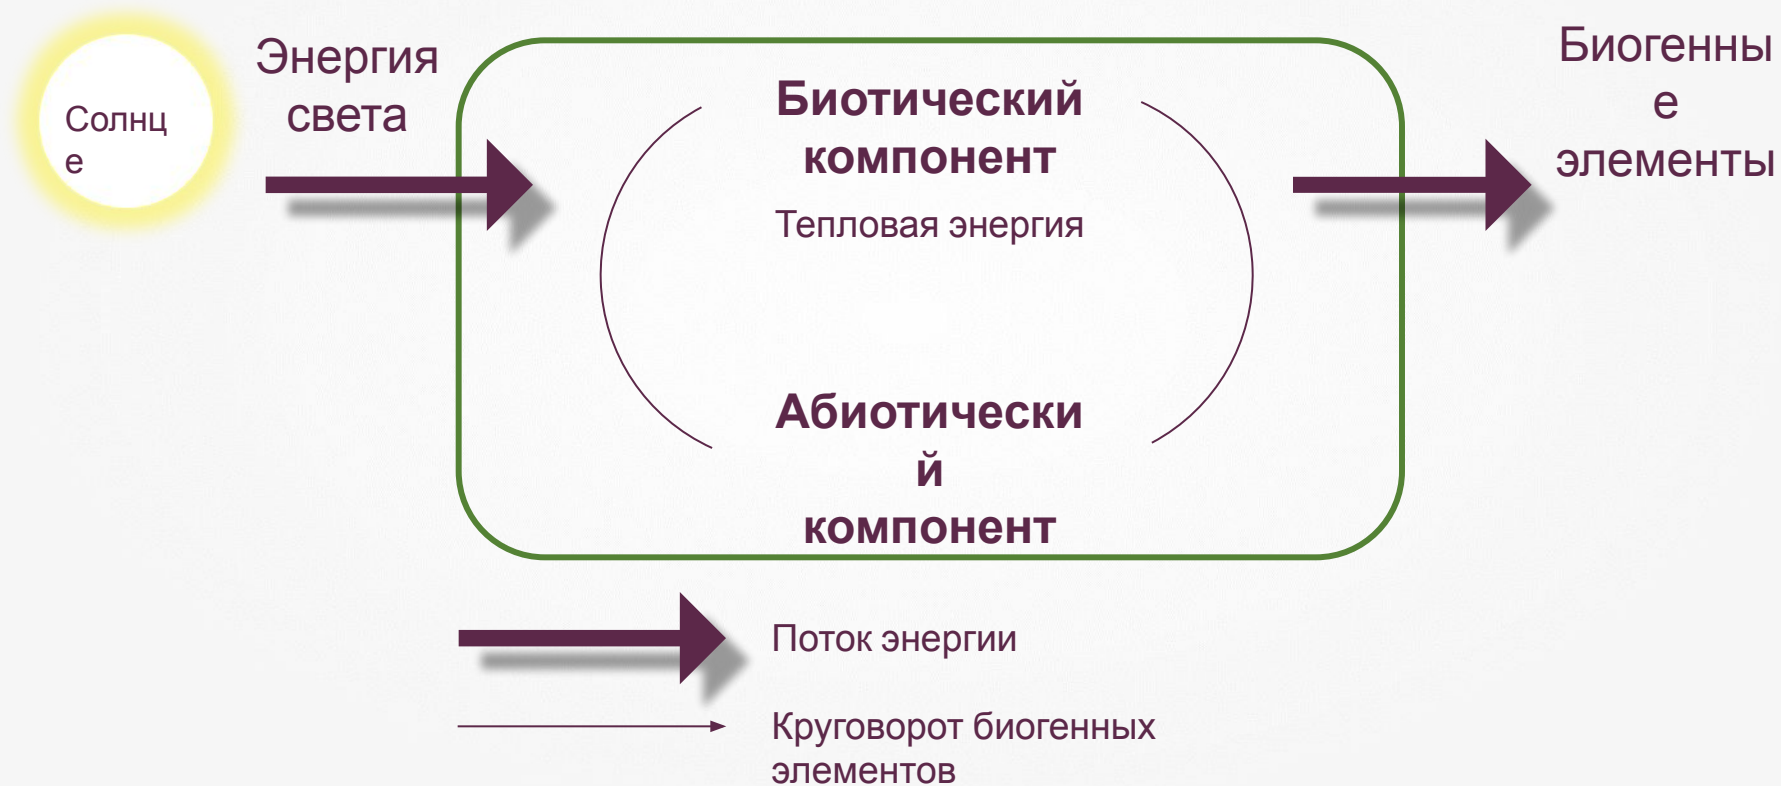 Солнц
е
Энергия
света
Биотический
компонент
Тепловая энергия
Абиотически
й
компонент
Биогенны
е
элементы
Поток энергии
Круговорот биогенных
элементов